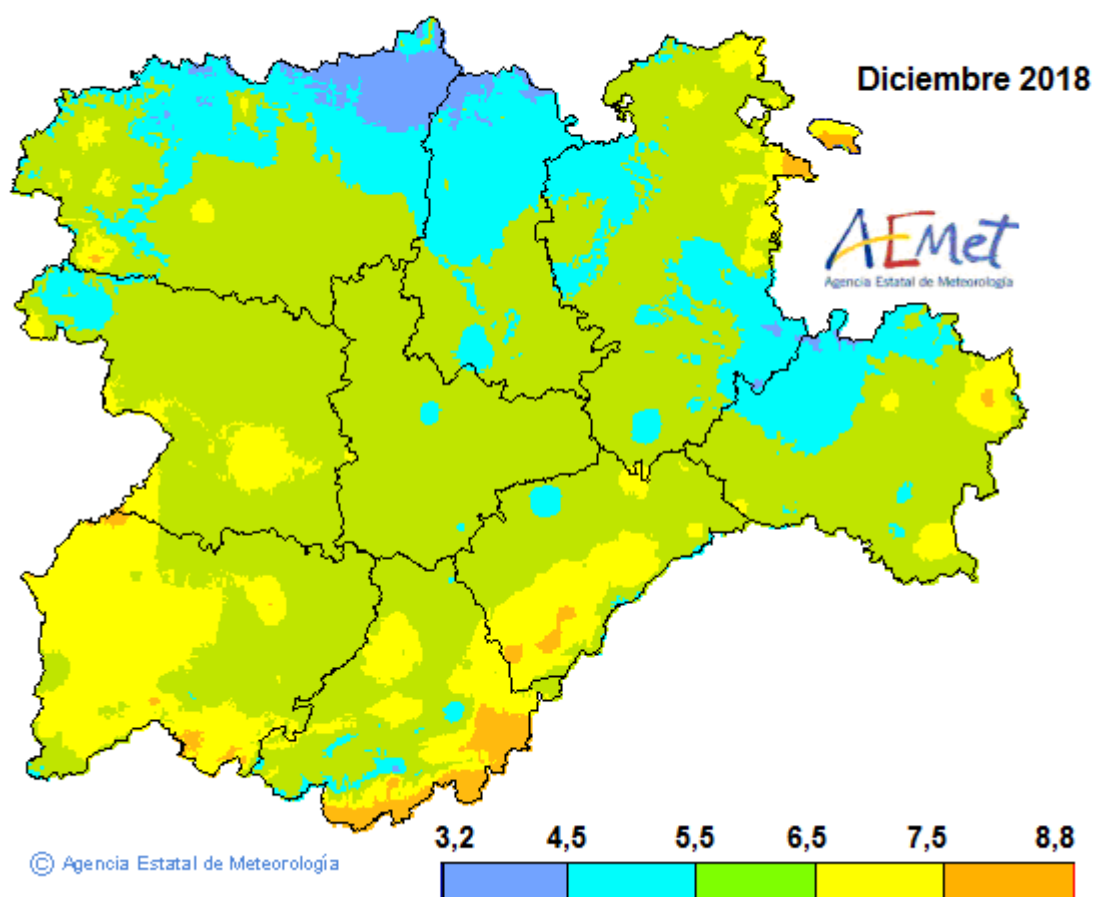 Diciembre 2018
AEMet
Agencia Estatal de Meteorología
3,2 4,5 5,5 6,5 7,5 8,8
© Agencia Estatal de Meteorología